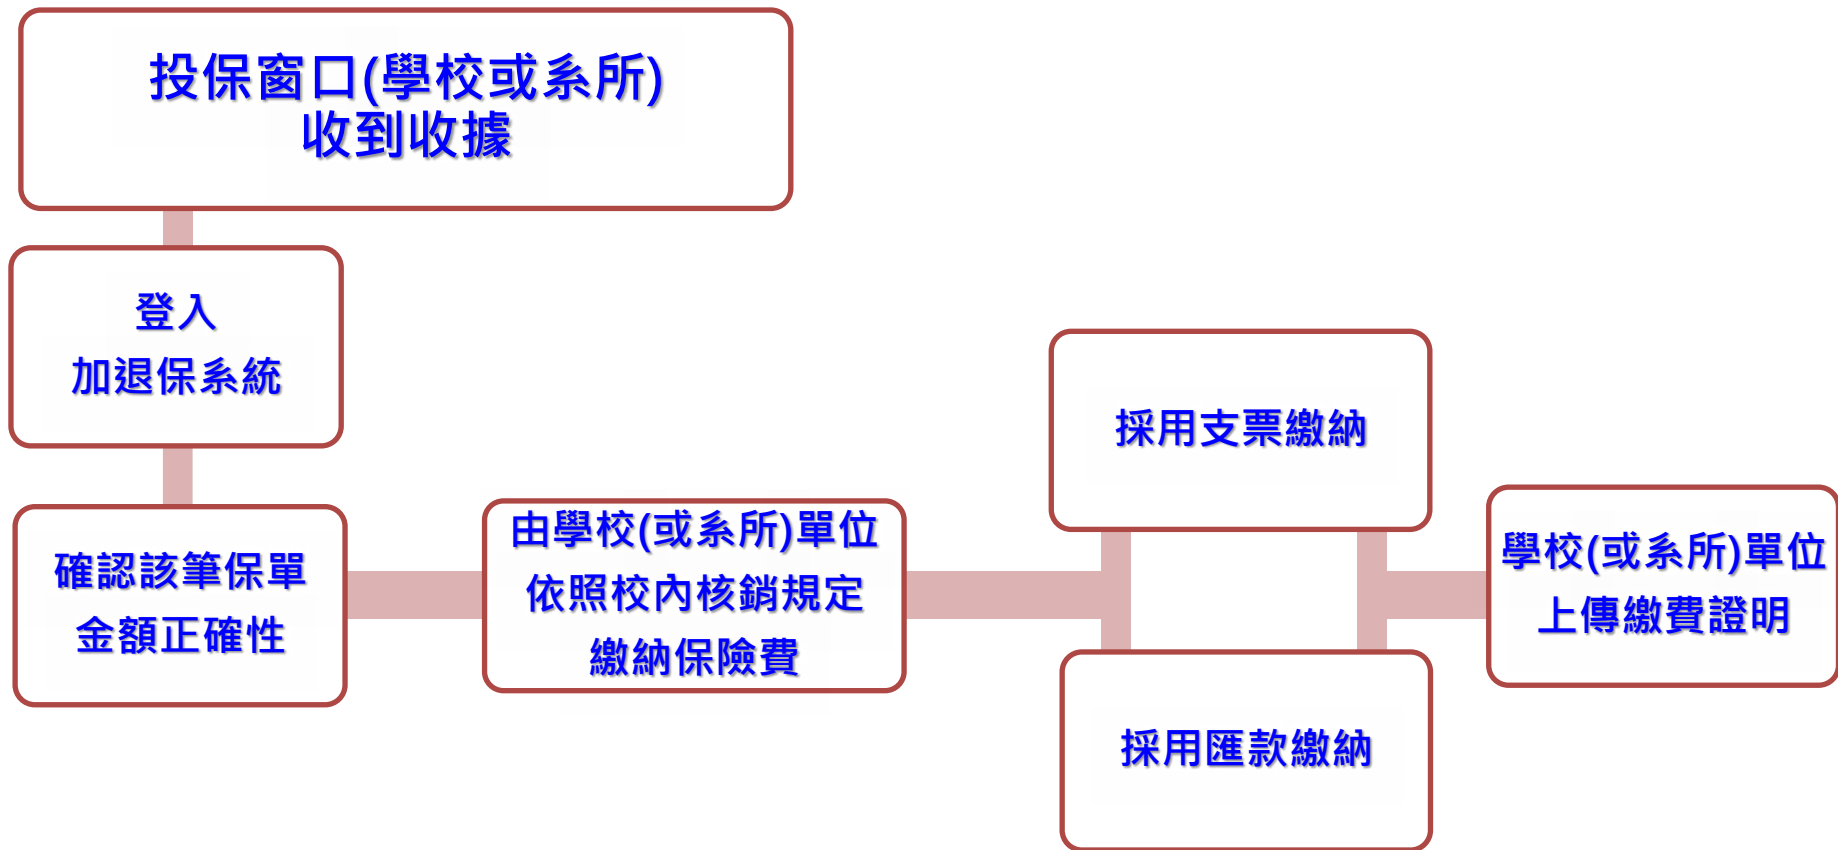 投保窗口(學校或系所)
收到收據
登入
加退保系統
確認該筆保單
金額正確性
由學校(或系所)單位
依照校內核銷規定
繳納保險費
採用支票繳納
採用匯款繳納
學校(或系所)單位
上傳繳費證明